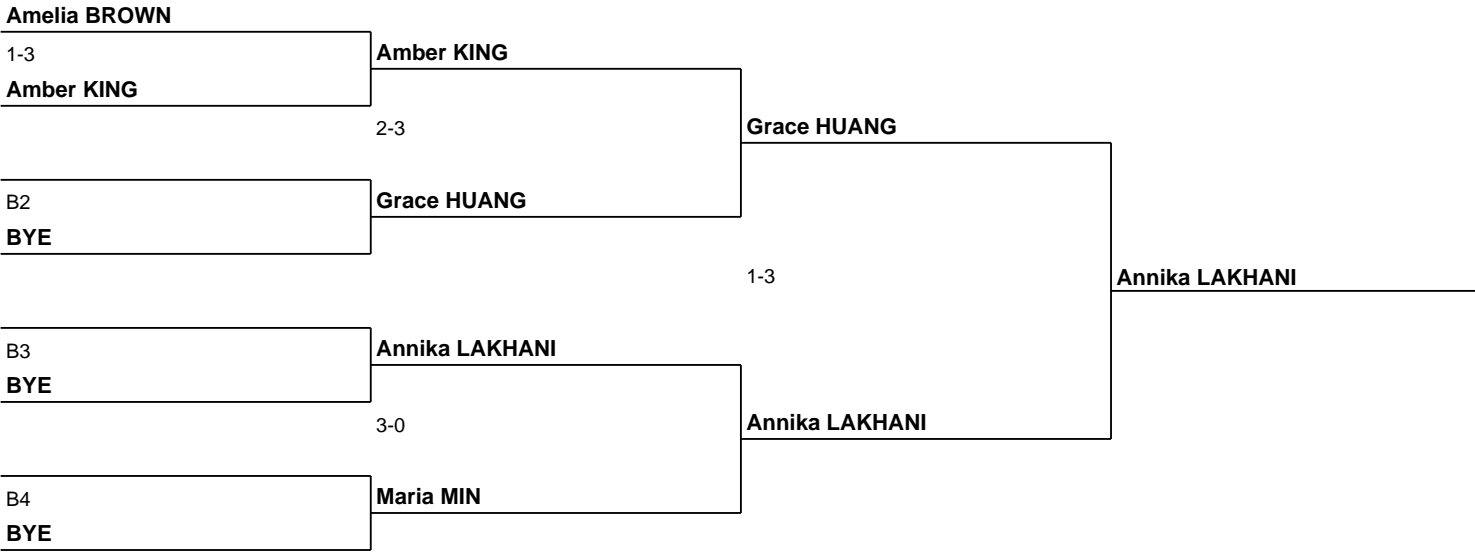 Amelia BROWN
1-3
Amber KING
Amber KING
2-3
Grace HUANG
B2
Grace HUANG
BYE
1-3
Annika LAKHANI
B3
Annika LAKHANI
BYE
3-0
Annika LAKHANI
B4
Maria MIN
BYE